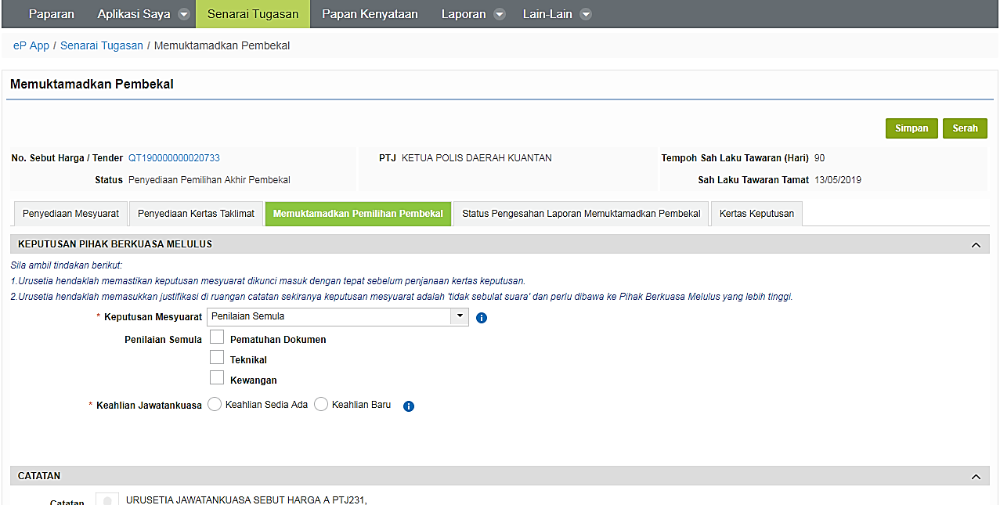 Paparan Aplikasi Saya Senarai Tugasan Papan Kenyataan Laporan Lain-Lain
eP App / Senarai Tugasan / Memuktamadkan Pembekal
Memuktamadkan Pembekal
Simpan Serah
No. Sebut Harga / Tender QT190000000020733 PTJ KETUA POLIS DAERAH KUANTAN Tempoh Sah Laku Tawaran (Hari) 90
Status Penyediaan Pemilihan Akhir Pembekal Sah Laku Tawaran Tamat 13/05/2019
Penyediaan Mesyuarat Penyediaan Kertas Taklimat Memuktamadkan Pemilihan Pembekal Status Pengesahan Laporan Memuktamadkan Pembekal Kertas Keputusan
KEPUTUSAN PIHAK BERKUASA MELULUS
Sila ambil tindakan berikut:
1.Urusetia hendaklah memastikan keputusan mesyuarat dikunci masuk dengan tepat sebelum penjanaan kertas keputusan.
2.Urusetia hendaklah memasukkan justifikasi di ruangan catatan sekiranya keputusan mesyuarat adalah 'tidak sebulat suara' dan perlu dibawa ke Pihak Berkuasa Melulus yang lebih tinggi.
* Keputusan Mesyuarat Penilaian Semula
Penilaian Semula Pematuhan Dokumen
Teknikal
Kewangan
* Keahlian Jawatankuasa Keahlian Sedia Ada Keahlian Baru
CATATAN
Catatan URUSETIA JAWATANKUASA SEBUT HARGA A PTJ231,